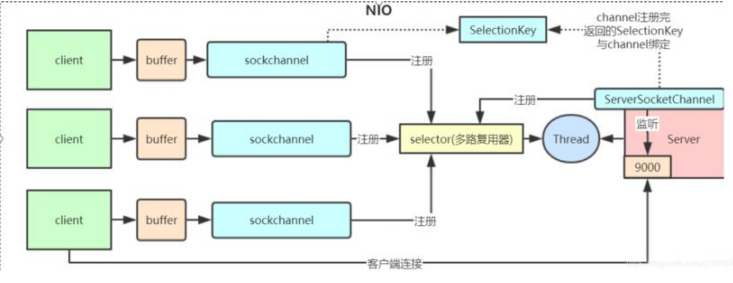 NIO
channel注册完
返回的SelectionKey
与channel绑定
SelectionKey
client
buffer
sockchannel
注册
注册
ServerSocketChannel
监听
client
buffer
sockchannel
注册
selector(多路复用器)
Thread
Server
9000
client
buffer
sockchannel
注册
客户端连接